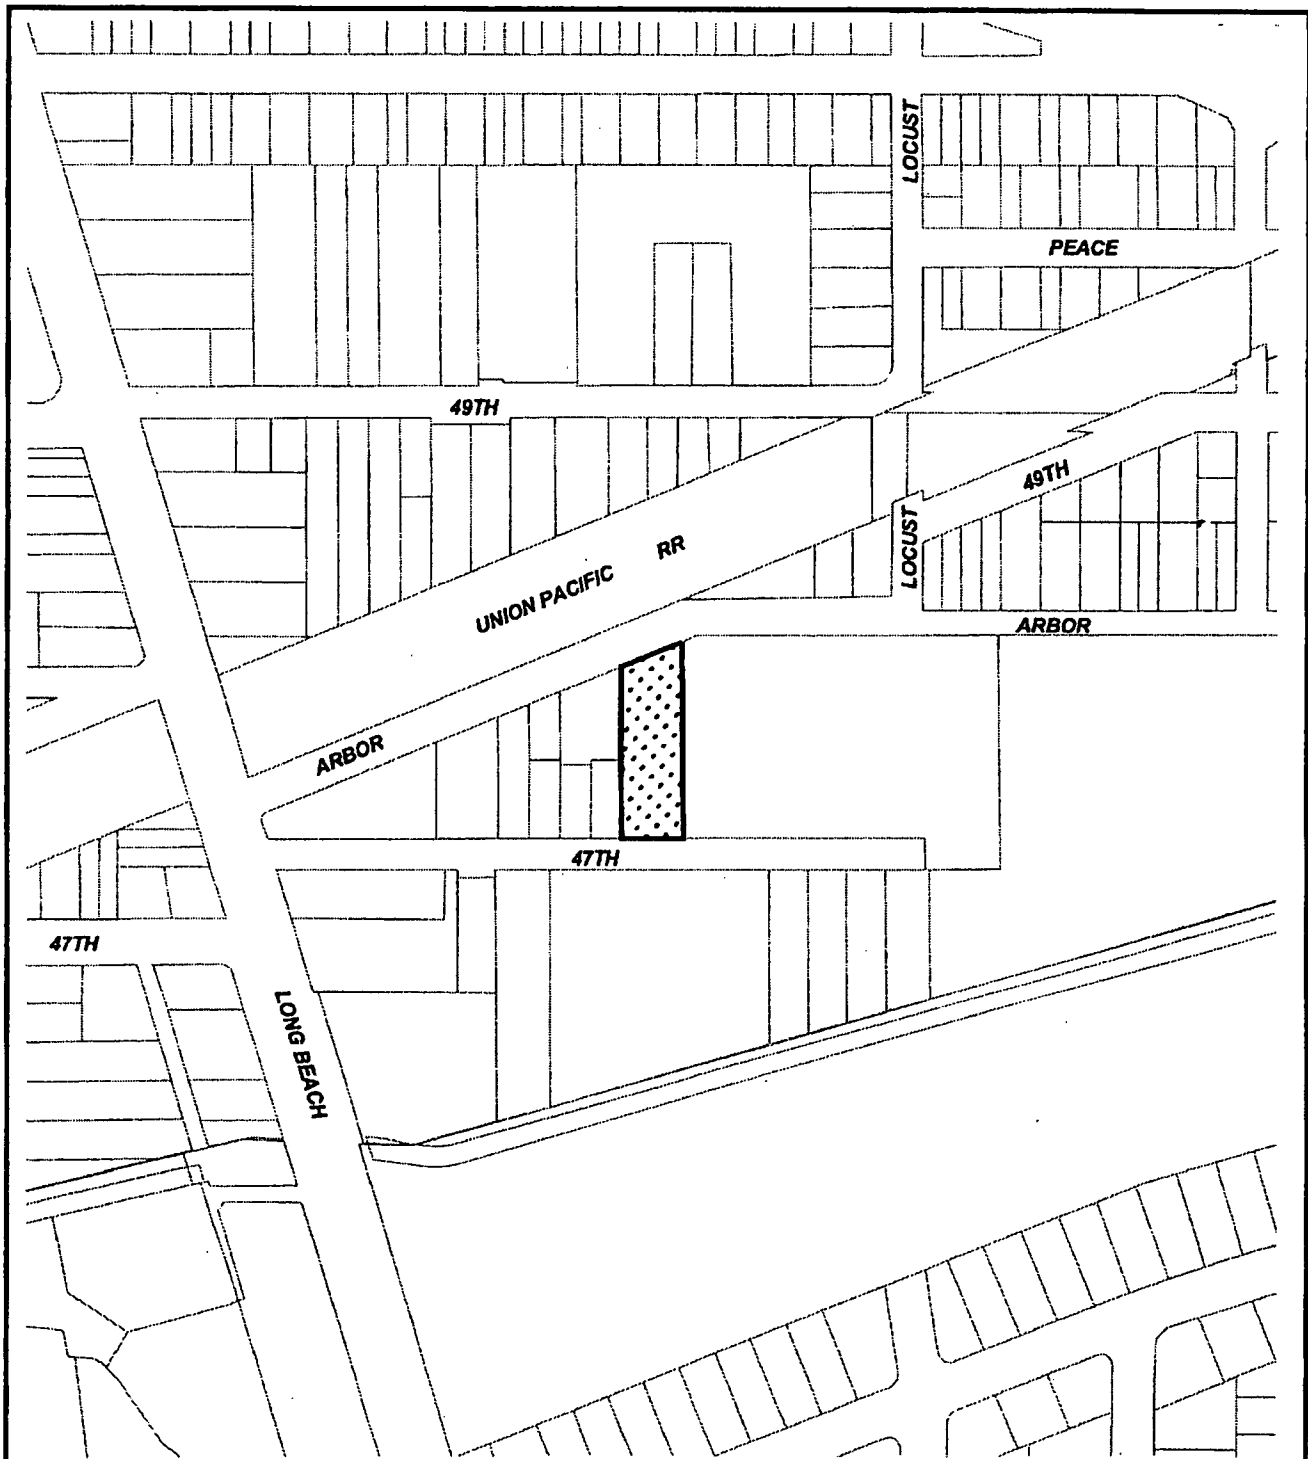 LOCUST
PEACE
49TH
49TH
LOCUST
UNION PACIFIC RR
ARBOR
ARBOR
47TH
47TH
LONG BEACH